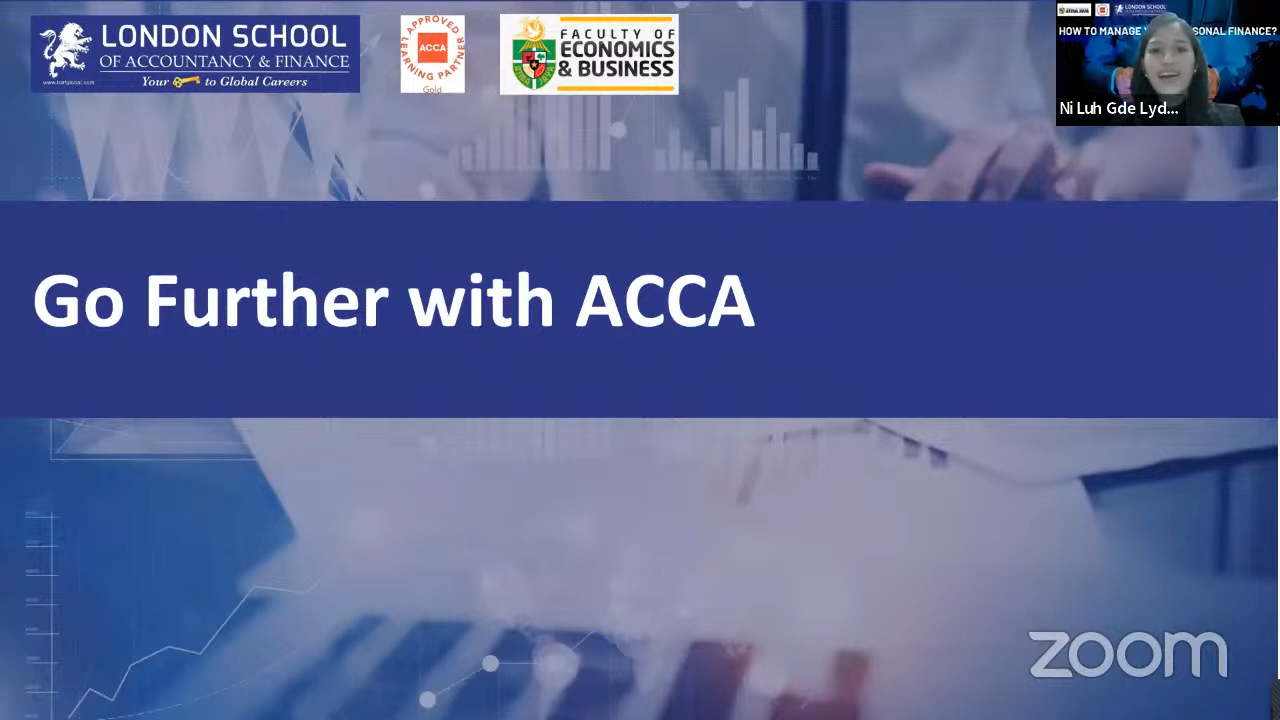 LONDON SCHOOL
OF ACCOUNTANCY & FINANCE
Your to Global Careers
APPROVED
ACCA
LEARNING PARTNER
Gold
FACULTY OF
ECONOMICS
& BUSINESS
HOW TO MANAGE
SONAL FINANCE?
Ni Luh Gde Lyd...
Go Further with ACCA
zoom